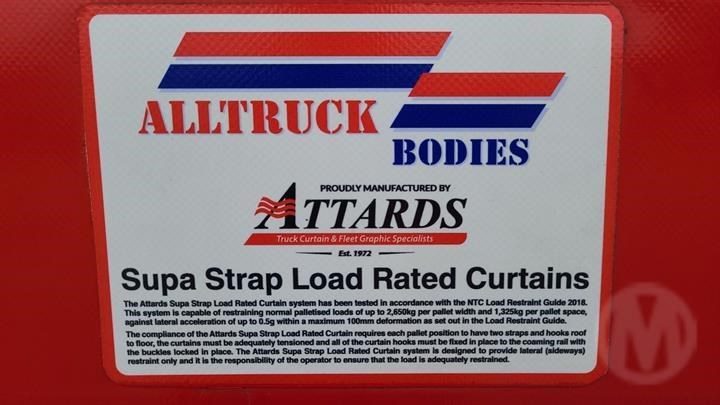 ALLTRUCK
BODIES
PROUDLY MANUFACTURED BY
ATTARDS
Truck Curtain & Fleet Graphic Specialists
Est. 1972
Supa Strap Load Rated Curtains
The Attards Supa Strap Load Rated Curtain system has been tested in accordance with the NTC Load Restraint Guide 2018.
This system is capable of restraining normal palletised loads of up to 2,650kg per pallet width and 1,325kg per pallet space,
against lateral acceleration of up to 0.5g within a maximum 100mm deformation as set out in the Load Restraint Guide.
The compliance of the Attards Supa Strap Load Rated Curtain requires each pallet position to have two straps and hooks roof
to floor, the curtains must be adequately tensioned and all of the curtain hooks must be fixed in place to the coaming rail with
the buckles locked in place. The Attards Supa Strap Load Rated Curtain system is designed to provide lateral (sideways)
restraint only and it is the responsibility of the operator to ensure that the load is adequately restrained.
M